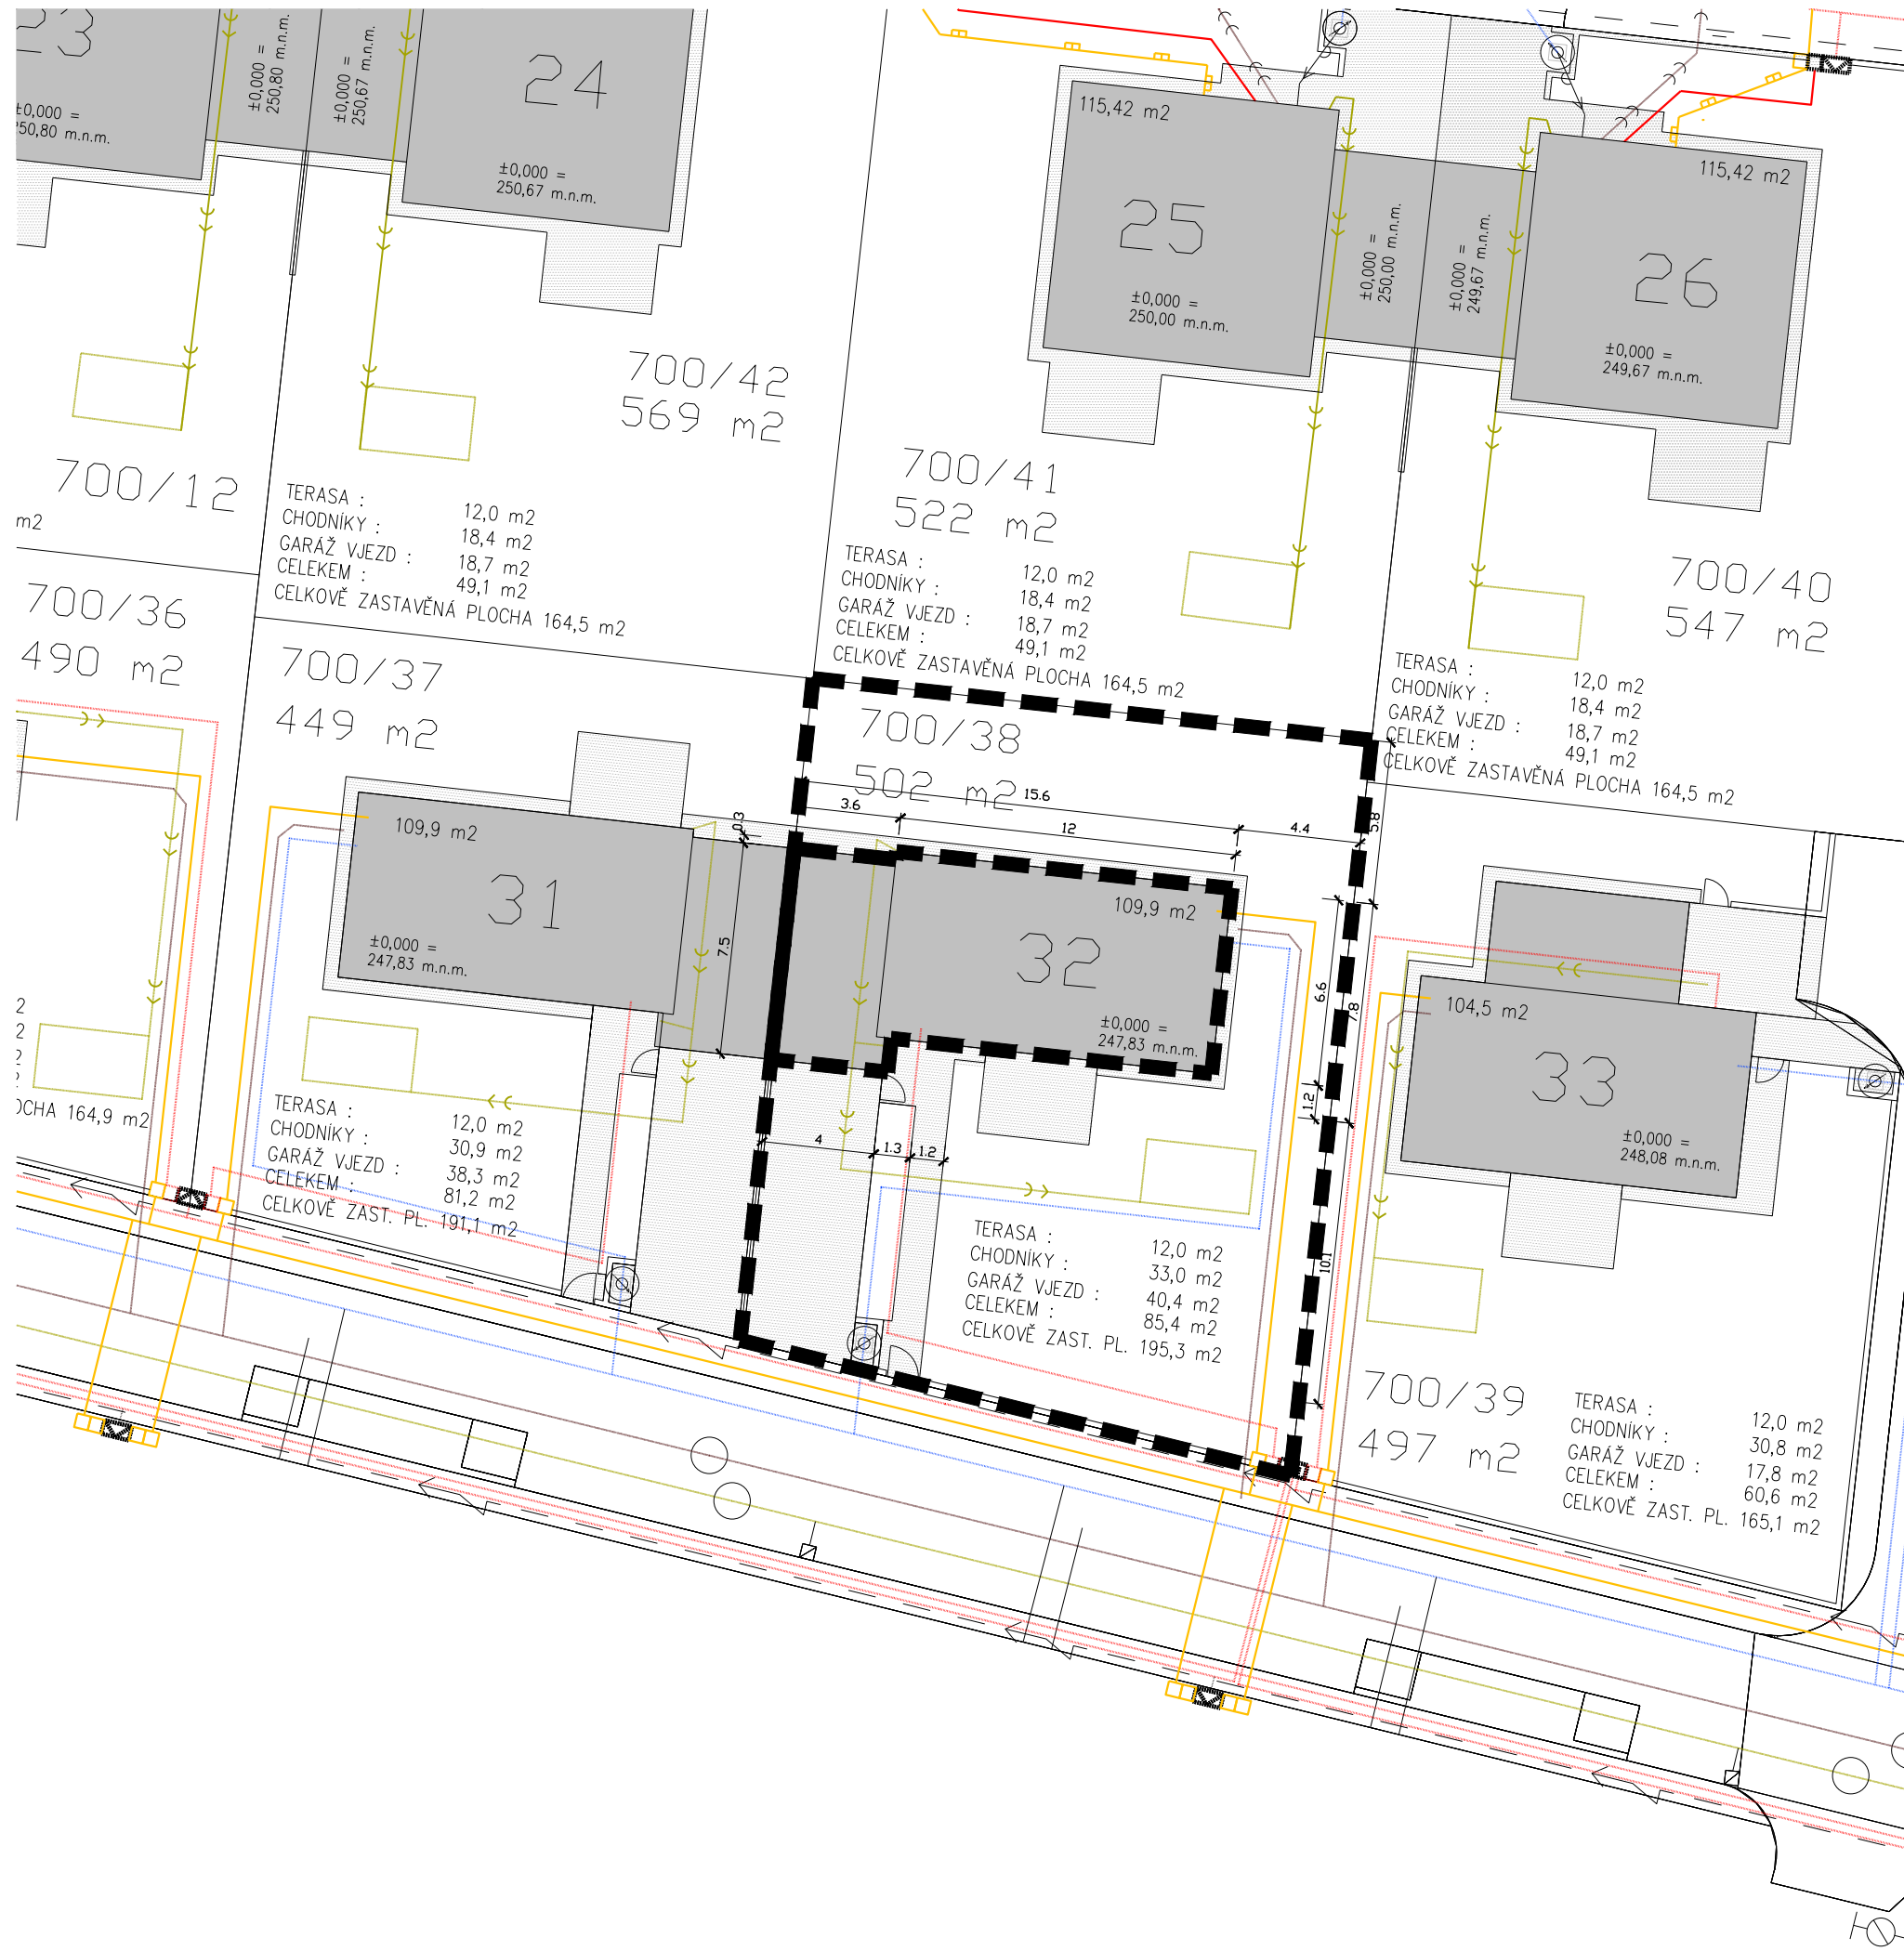 23
±0,000 =
250,80 m.n.m.
±0,000 =
250,80 m.n.m.
±0,000 =
250,67 m.n.m.
24
±0,000 =
250,67 m.n.m.
115,42 m2
25
±0,000 =
250,00 m.n.m.
±0,000 =
250,00 m.n.m.
±0,000 =
249,67 m.n.m.
115,42 m2
26
±0,000 =
249,67 m.n.m.
700/42
569 m2
700/12
m2
TERASA :
12,0 m2
CHODNÍKY :
18,4 m2
GARÁŽ VJEZD :
18,7 m2
CELEKEM :
49,1 m2
CELKOVĚ ZASTAVĚNÁ PLOCHA 164,5 m2
700/41
522 m2
TERASA :
12,0 m2
CHODNÍKY :
18,4 m2
GARÁŽ VJEZD :
18,7 m2
CELEKEM :
49,1 m2
CELKOVĚ ZASTAVĚNÁ PLOCHA 164,5 m2
700/40
547 m2
TERASA :
12,0 m2
CHODNÍKY :
18,4 m2
GARÁŽ VJEZD :
18,7 m2
CELEKEM :
49,1 m2
CELKOVĚ ZASTAVĚNÁ PLOCHA 164,5 m2
700/36
490 m2
700/37
449 m2
700/38
502 m2
15.6
3.6
12
4.4
5.8
0.3
7.5
6.6
7.8
1.2
10.1
4
1.3
1.2
109,9 m2
31
±0,000 =
247,83 m.n.m.
109,9 m2
32
±0,000 =
247,83 m.n.m.
104,5 m2
33
±0,000 =
248,08 m.n.m.
2
2
2
OCHA 164,9 m2
TERASA :
12,0 m2
CHODNÍKY :
30,9 m2
GARÁŽ VJEZD :
38,3 m2
CELEKEM :
81,2 m2
CELKOVĚ ZAST. PL. 191,1 m2
TERASA :
12,0 m2
CHODNÍKY :
33,0 m2
GARÁŽ VJEZD :
40,4 m2
CELEKEM :
85,4 m2
CELKOVĚ ZAST. PL. 195,3 m2
700/39
497 m2
TERASA :
12,0 m2
CHODNÍKY :
30,8 m2
GARÁŽ VJEZD :
17,8 m2
CELEKEM :
60,6 m2
CELKOVĚ ZAST. PL. 165,1 m2